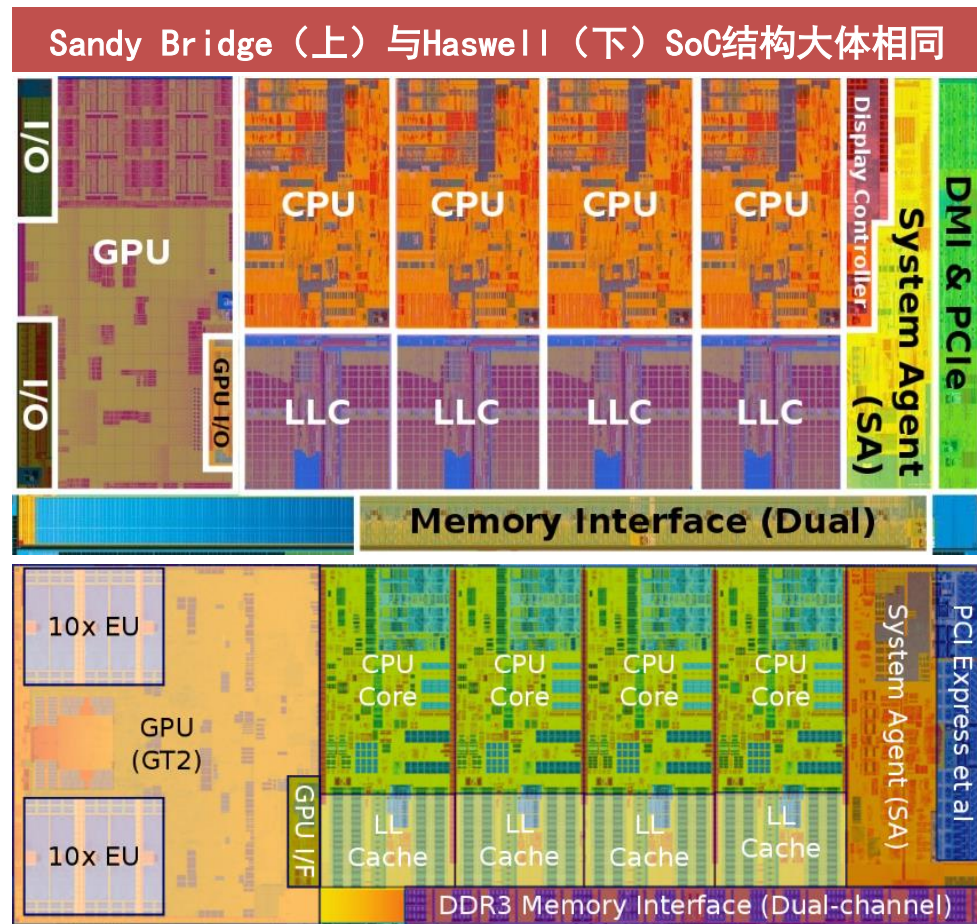 Sandy Bridge（上）与Haswell（下）SoC结构大体相同
I/O
GPU
I/O
GPU I/O
CPU
CPU
CPU
CPU
LLC
LLC
LLC
LLC
Display Controller
System Agent
(SA)
DMI & PCIe
Memory Interface (Dual)
10x EU
GPU
(GT2)
10x EU
GPU I/F
CPU
Core
CPU
Core
CPU
Core
CPU
Core
LL
Cache
LL
Cache
LL
Cache
LL
Cache
System Agent (SA)
PCI Express et al
DDR3 Memory Interface (Dual-channel)